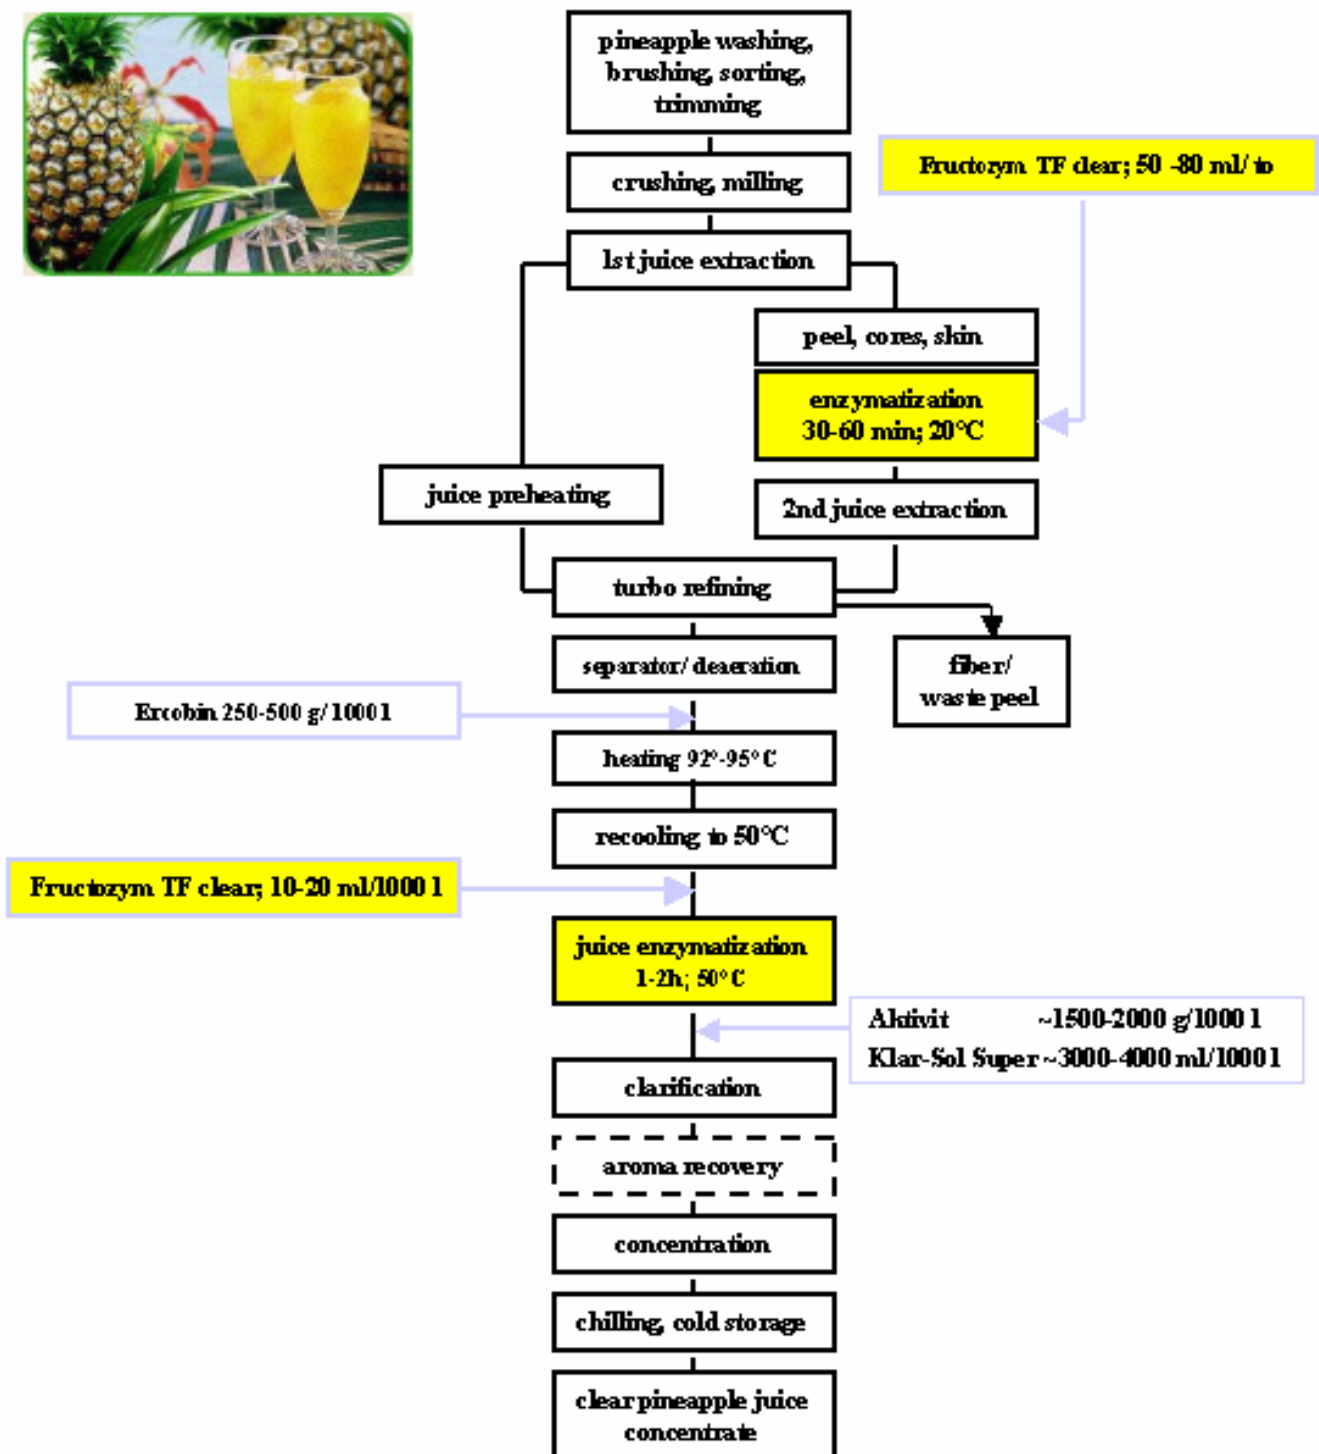 pineapple washing,
brushing, sorting,
trimming
Fructozym TF clear; 50 -80 ml/ to
crushing, milling
1st juice extraction
peel, cores, skin
enzymatization
30-60 min; 20°C
juice preheating
2nd juice extraction
turbo refining
separator/ deaeration
fiber/
waste peel
Ercobin 250-500 g/ 1000 l
heating 92°-95° C
recooling to 50°C
Fructozym TF clear; 10-20 ml/1000 l
juice enzymatization
1-2h; 50° C
Aktivit ~1500-2000 g/1000 l
Klar-Sol Super ~3000-4000 ml/1000 l
clarification
aroma recovery
concentration
chilling, cold storage
clear pineapple juice
concentrate